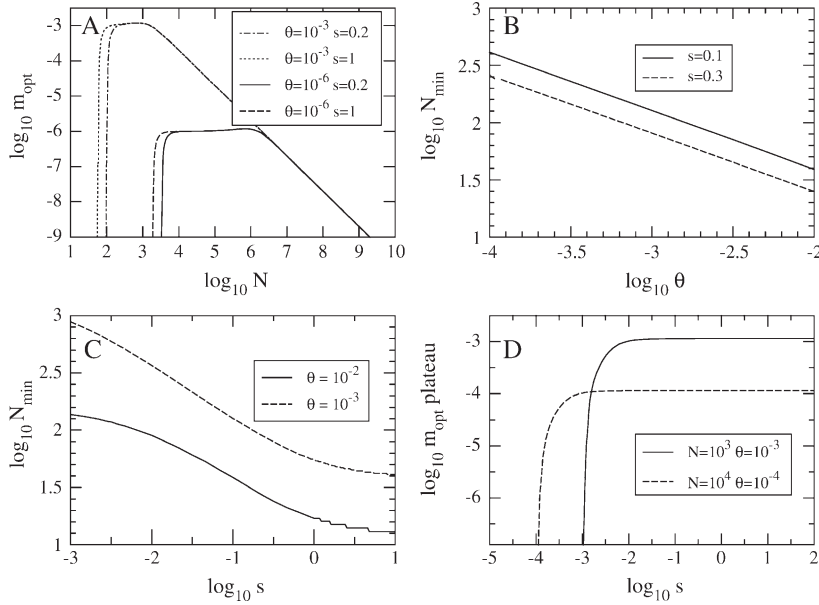 A
θ=10⁻³ s=0.2
θ=10⁻³ s=1
θ=10⁻⁶ s=0.2
θ=10⁻⁶ s=1
log₁₀ m_opt
-3
-4
-5
-6
-7
-8
-9
1 2 3 4 5 6 7 8 9 10
log₁₀ N
B
s=0.1
s=0.3
log₁₀ N_min
3
2.5
2
1.5
1
-4 -3.5 -3 -2.5 -2
log₁₀ θ
C
θ = 10⁻²
θ = 10⁻³
log₁₀ N_min
3
2.5
2
1.5
1
-3 -2 -1 0 1
log₁₀ s
D
N=10³ θ=10⁻³
N=10⁴ θ=10⁻⁴
log₁₀ m_opt plateau
-3
-4
-5
-6
-5 -4 -3 -2 -1 0 1 2
log₁₀ s